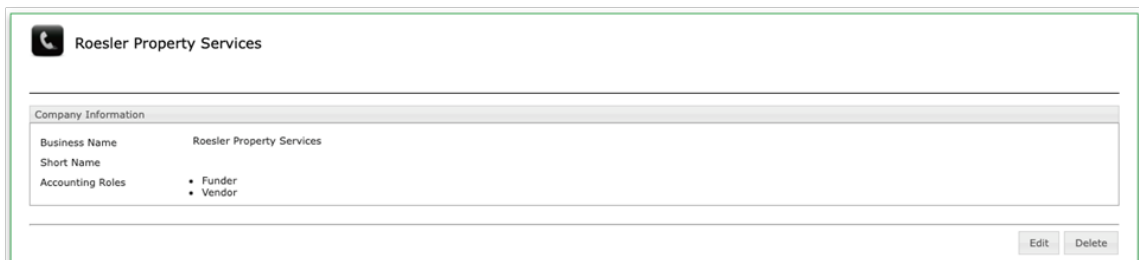 Roesler Property Services
Company Information
Business Name Roesler Property Services
Short Name
Accounting Roles • Funder
• Vendor
Edit Delete